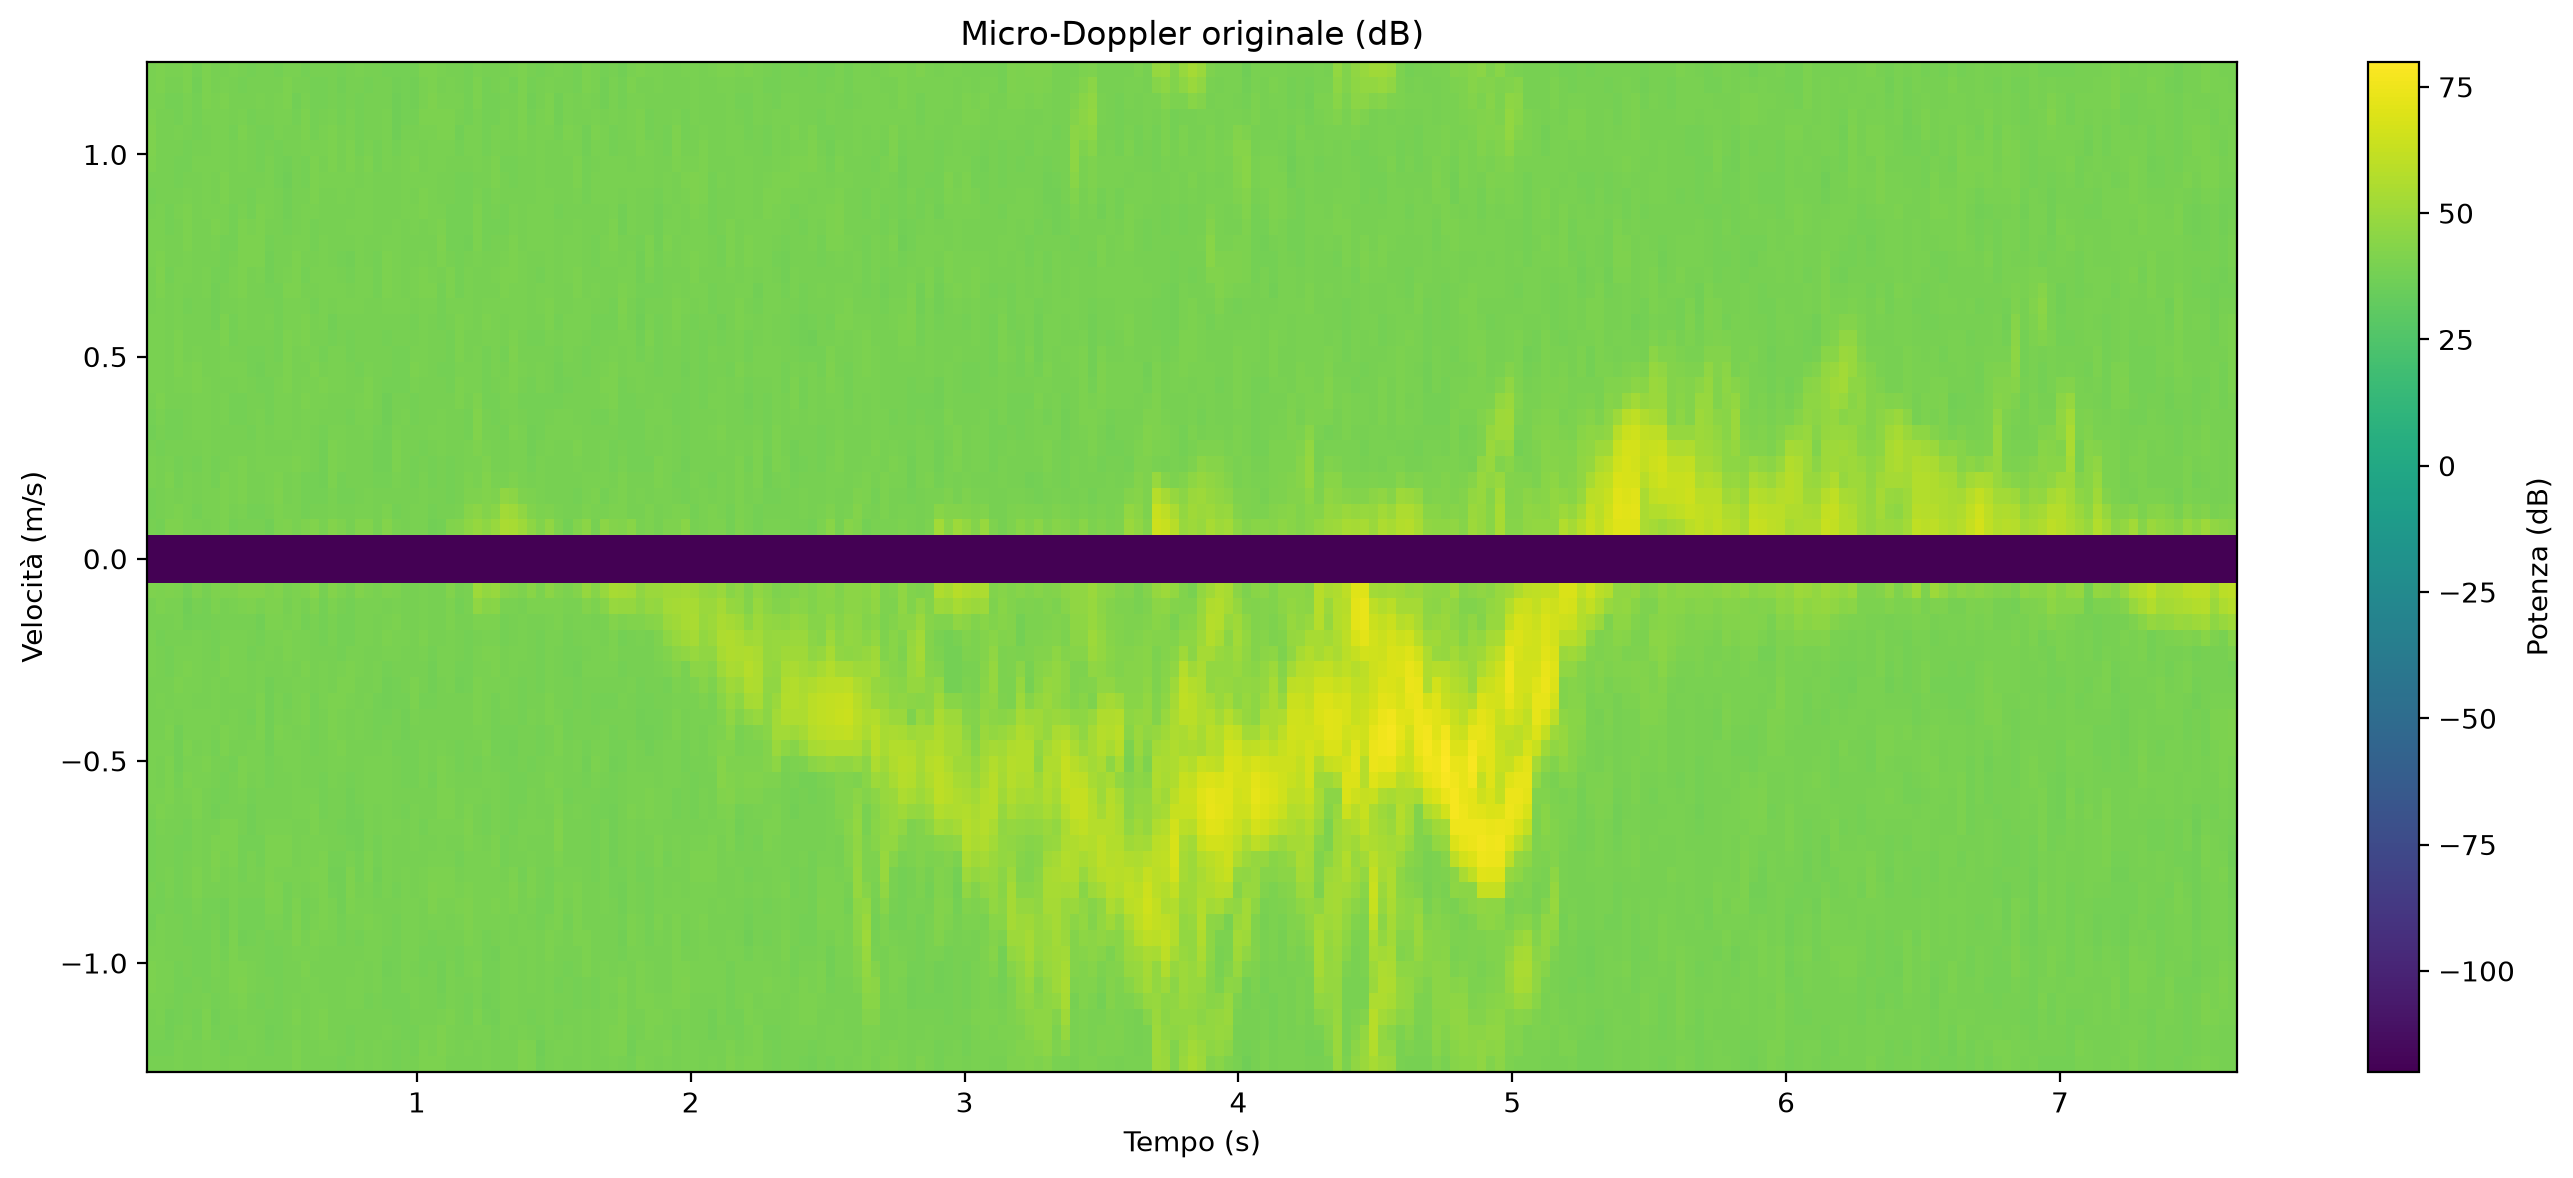 Micro-Doppler originale (dB)
Velocità (m/s)
1.0
0.5
0.0
−0.5
−1.0
1 2 3 4 5 6 7
Tempo (s)
75
50
25
0
−25
−50
−75
−100
Potenza (dB)